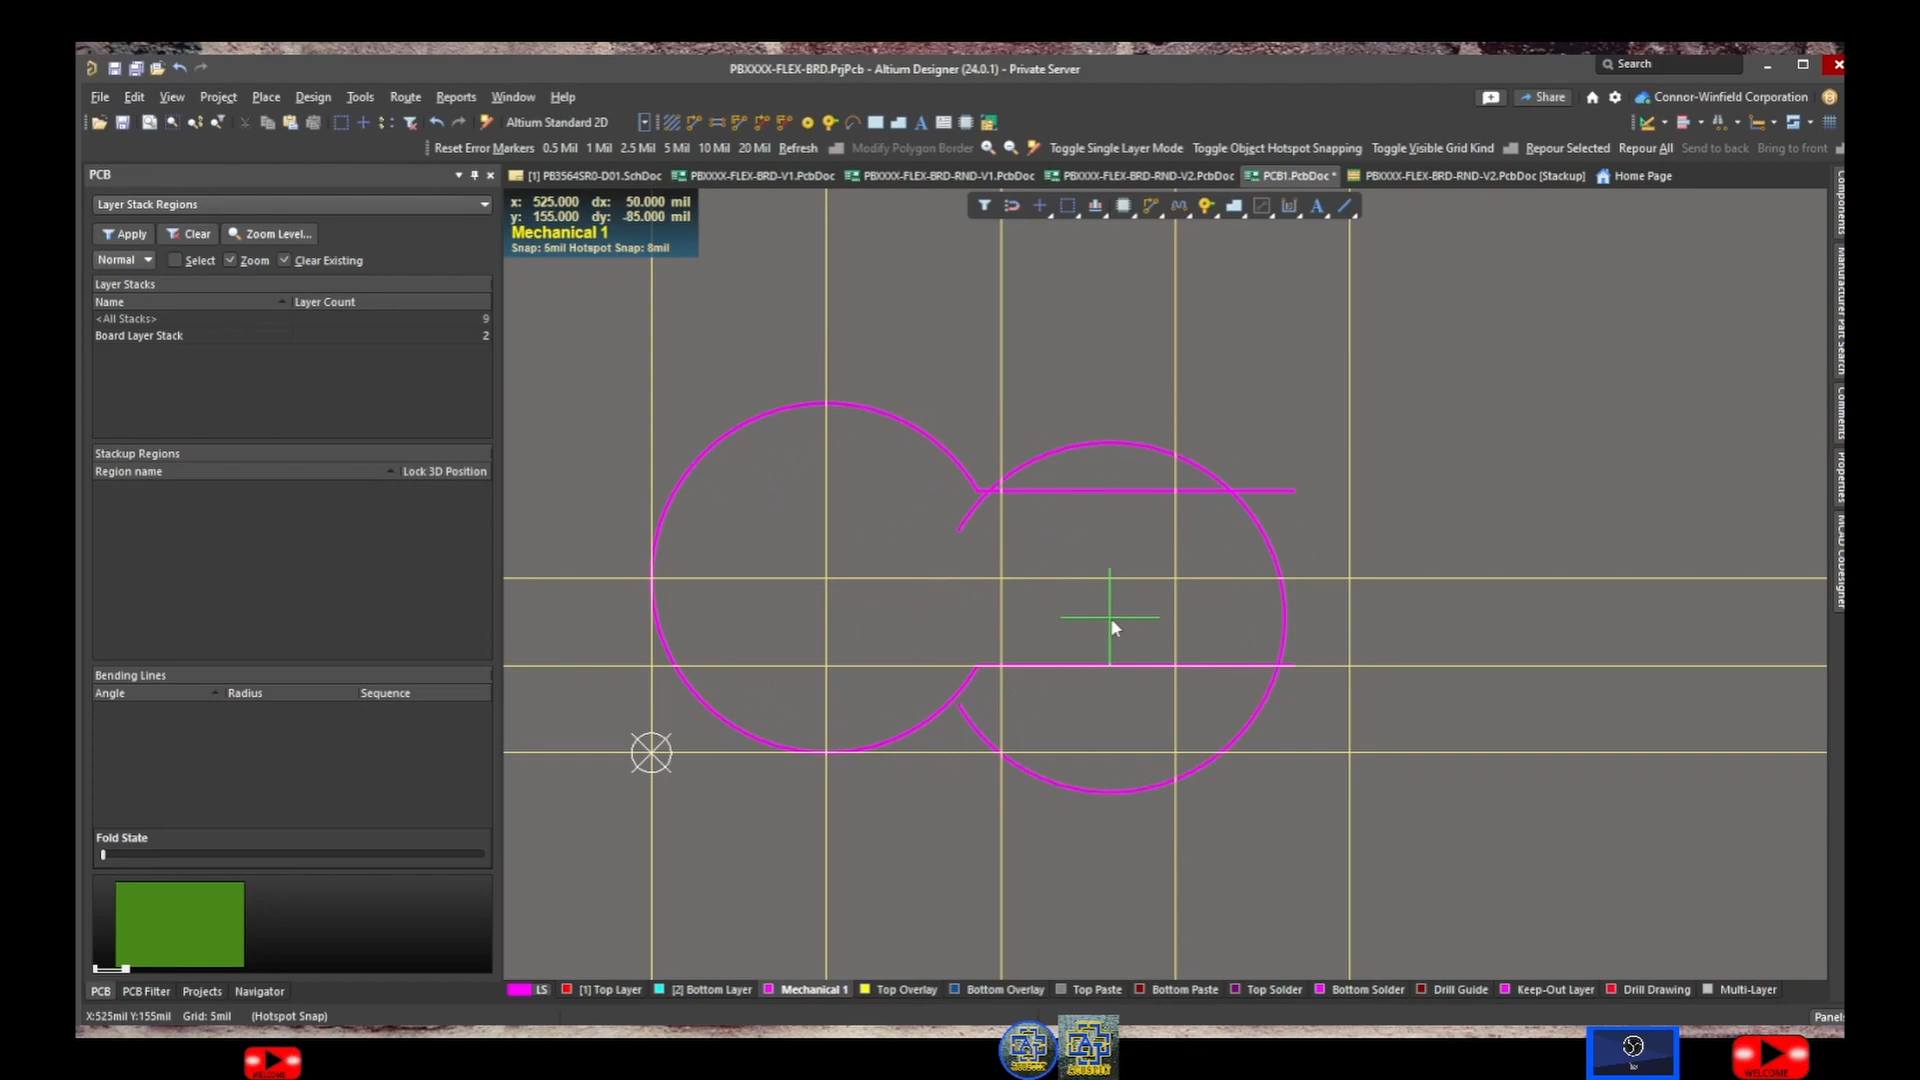 PBXXXX-FLEX-BRD.PrjPcb - Altium Designer (24.0.1) - Private Server
Search
File Edit View Project Place Design Tools Route Reports Window Help
Share Connor-Winfield Corporation
Altium Standard 2D
Reset Error Markers 0.5 Mil 1 Mil 2.5 Mil 5 Mil 10 Mil 20 Mil Refresh Modify Polygon Border Toggle Single Layer Mode Toggle Object Hotspot Snapping Toggle Visible Grid Kind Repour Selected Repour All Send to back Bring to front
PCB
[1] PB3564SR0-D01.SchDoc PBXXXX-FLEX-BRD-V1.PcbDoc PBXXXX-FLEX-BRD-RND-V1.PcbDoc PBXXXX-FLEX-BRD-RND-V2.PcbDoc PCB1.PcbDoc * PBXXXX-FLEX-BRD-RND-V2.PcbDoc [Stackup] Home Page
Layer Stack Regions
x: 525.000 dx: 50.000 mil
y: 155.000 dy: -85.000 mil
Mechanical 1
Snap: 5mil Hotspot Snap: 8mil
Apply Clear Zoom Level...
Normal Select Zoom Clear Existing
Layer Stacks
Name Layer Count
<All Stacks> 9
Board Layer Stack 2
Stackup Regions
Region name Lock 3D Position
Bending Lines
Angle Radius Sequence
Fold State
Components
Manufacturer Part Search
Comments
Properties
MCAD CoDesigner
PCB PCB Filter Projects Navigator
LS [1] Top Layer [2] Bottom Layer Mechanical 1 Top Overlay Bottom Overlay Top Paste Bottom Paste Top Solder Bottom Solder Drill Guide Keep-Out Layer Drill Drawing Multi-Layer
X:525mil Y:155mil Grid: 5mil (Hotspot Snap)
Panels
WELCOME
WELCOME